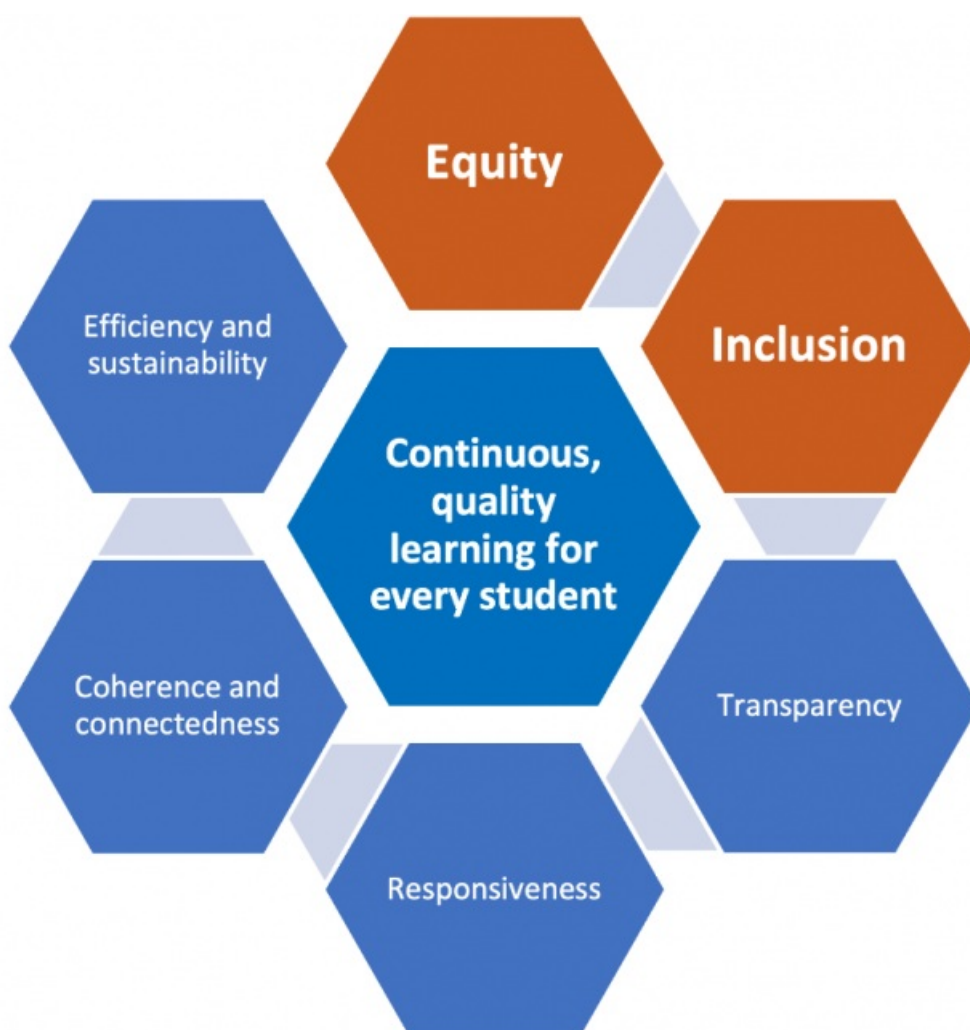 Equity
Inclusion
Transparency
Responsiveness
Coherence and
connectedness
Efficiency and
sustainability
Continuous,
quality
learning for
every student